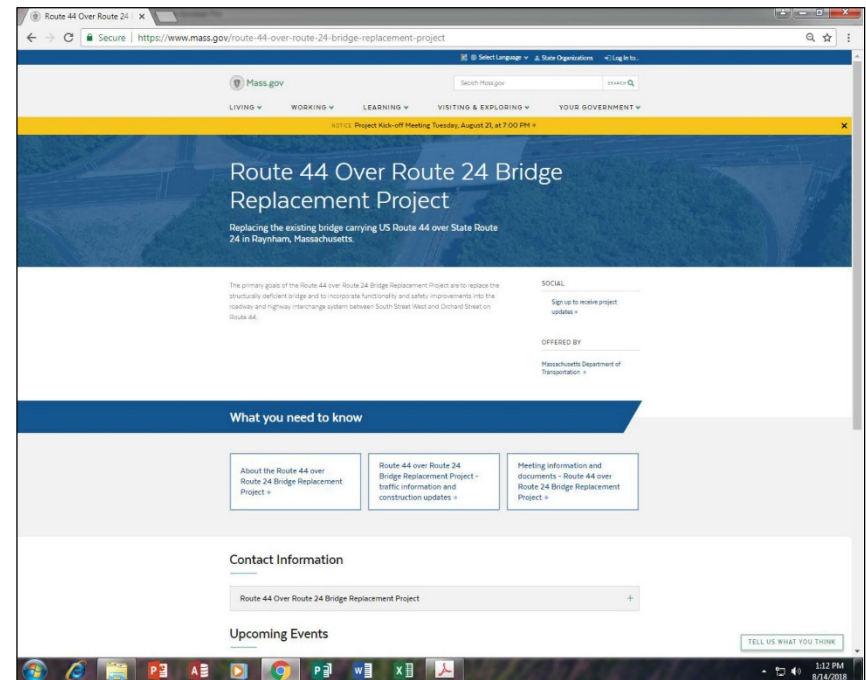 Route 44 Over Route 24
Secure | https://www.mass.gov/route-44-over-route-24-bridge-replacement-project
Select Language State Organizations Log In to...
Mass.gov
Search Mass.gov
SEARCH
LIVING WORKING LEARNING VISITING & EXPLORING YOUR GOVERNMENT
NOTICE Project Kick-off Meeting Tuesday, August 21, at 7:00 PM
Route 44 Over Route 24 Bridge
Replacement Project
Replacing the existing bridge carrying US Route 44 over State Route
24 in Raynham, Massachusetts.
The primary goals of the Route 44 over Route 24 Bridge Replacement Project are to replace the
structurally deficient bridge and to incorporate functionality and safety improvements into the
roadway and highway interchange system between South Street West and Orchard Street on
Route 44.
SOCIAL
Sign up to receive project
updates »
OFFERED BY
Massachusetts Department of
Transportation »
What you need to know
About the Route 44 over
Route 24 Bridge Replacement
Project »
Route 44 over Route 24
Bridge Replacement Project -
traffic information and
construction updates »
Meeting information and
documents - Route 44 over
Route 24 Bridge Replacement
Project »
Contact Information
Route 44 Over Route 24 Bridge Replacement Project +
Upcoming Events
TELL US WHAT YOU THINK
1:12 PM
8/14/2018